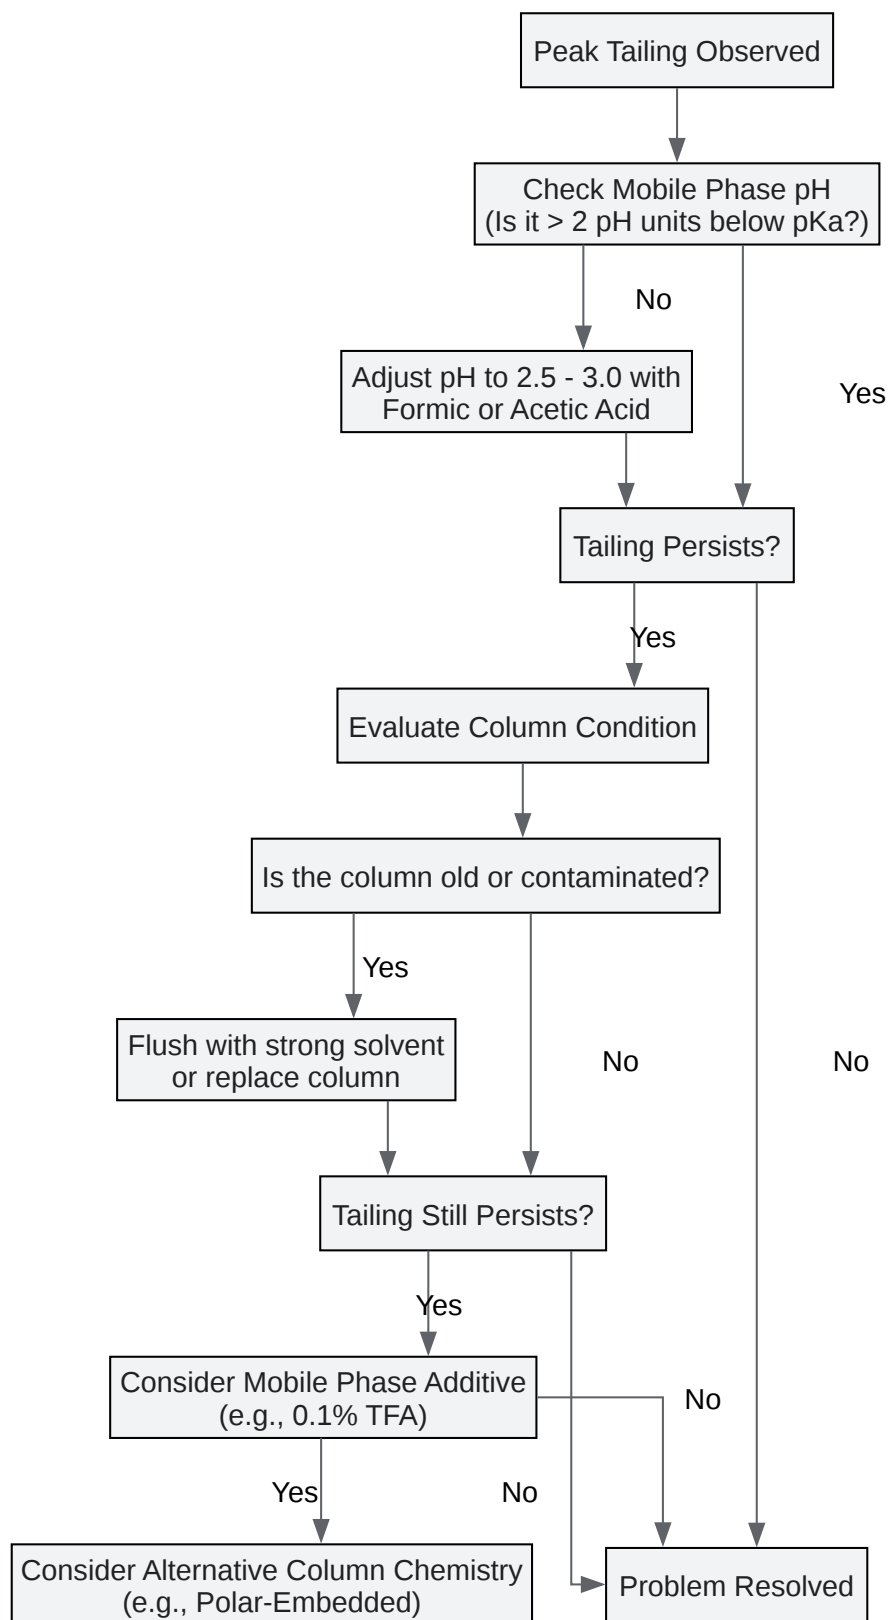 Peak Tailing Observed
Check Mobile Phase pH
(Is it > 2 pH units below pKa?)
No
Adjust pH to 2.5 - 3.0 with
Formic or Acetic Acid
Yes
Tailing Persists?
Yes
Evaluate Column Condition
Is the column old or contaminated?
Yes
Flush with strong solvent
or replace column
No
No
Tailing Still Persists?
Yes
Consider Mobile Phase Additive
(e.g., 0.1% TFA)
No
Yes
No
Consider Alternative Column Chemistry
(e.g., Polar-Embedded)
Problem Resolved